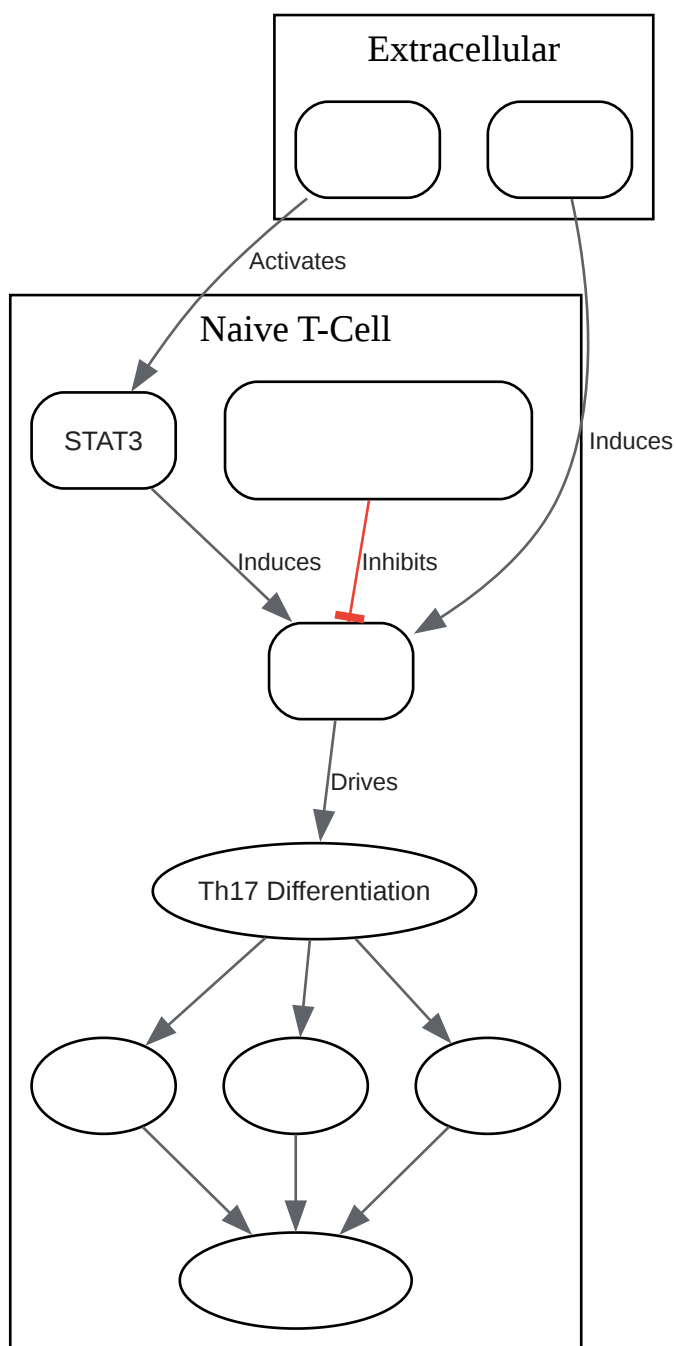 Extracellular
Activates
Naive T-Cell
STAT3
Induces
Induces
Inhibits
Drives
Th17 Differentiation